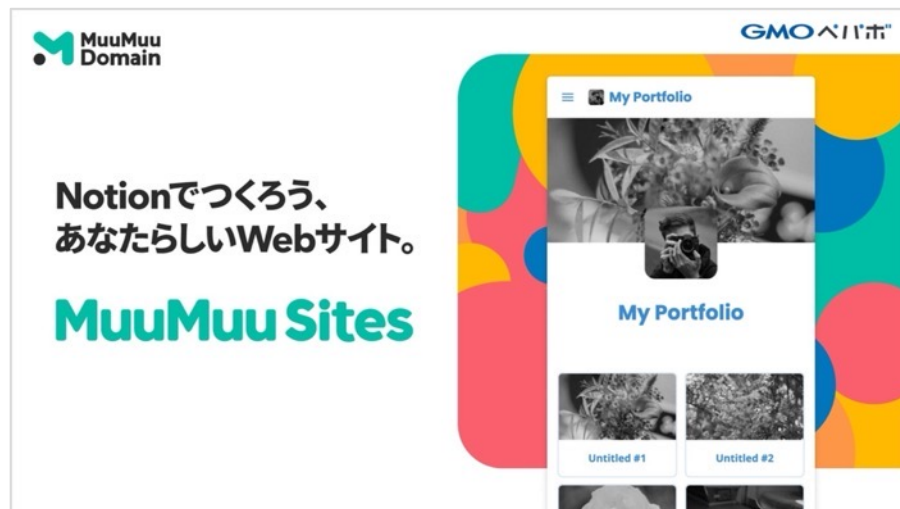 MuuMuu
Domain
GMOペパボ
Notionでつくろう、
あなたらしいWebサイト。
MuuMuu Sites
My Portfolio
My Portfolio
Untitled #1
Untitled #2